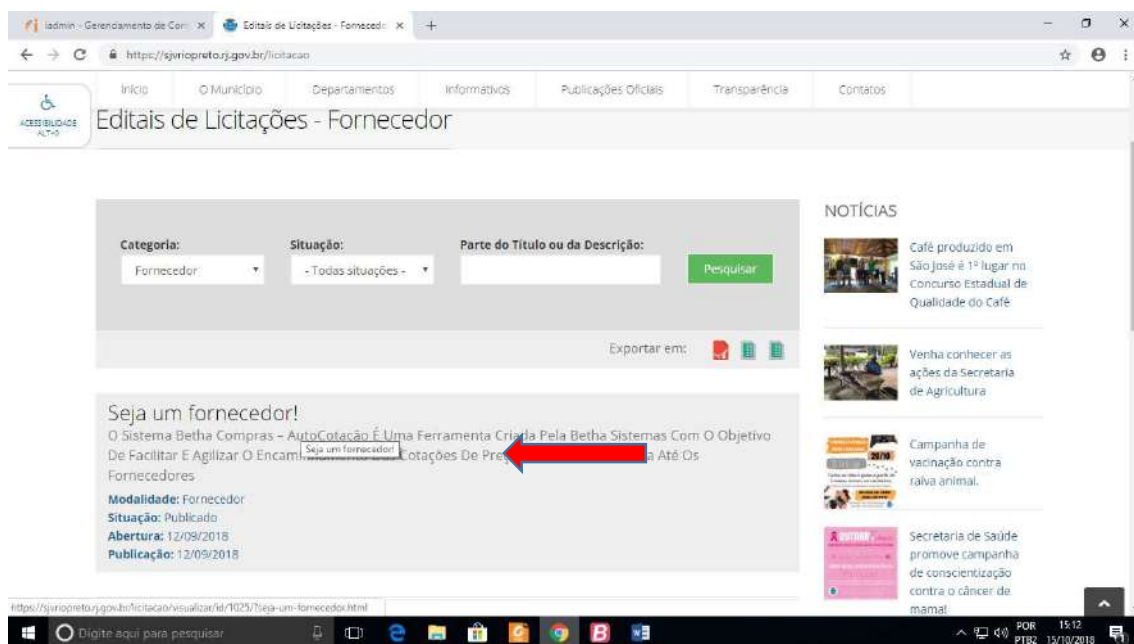 iadmin - Gerenciamento de Con
Editais de Licitações - Fornecedo
https://sjvriopreto.rj.gov.br/licitacao
Início O Município Departamentos Informativos Publicações Oficiais Transparência Contatos
ACESSIBILIDADE
ALT+0
Editais de Licitações - Fornecedor
Categoria: Situação: Parte do Título ou da Descrição:
Fornecedor - Todas situações - Pesquisar
Exportar em:
Seja um fornecedor!
O Sistema Betha Compras – AutoCotação É Uma Ferramenta Criada Pela Betha Sistemas Com O Objetivo
De Facilitar E Agilizar O Cotações De a Até Os
Fornecedores
Seja um fornecedor!
Modalidade: Fornecedor
Situação: Publicado
Abertura: 12/09/2018
Publicação: 12/09/2018
NOTÍCIAS
Café produzido em
São José é 1º lugar no
Concurso Estadual de
Qualidade do Café
Venha conhecer as
ações da Secretaria
de Agricultura
Campanha de
vacinação contra
raiva animal.
20/10
Secretaria de Saúde
promove campanha
de conscientização
contra o câncer de
mama!
https://sjvriopreto.rj.gov.br/licitacao/visualizar/id/1025/?seja-um-fornecedor.html
Digite aqui para pesquisar
POR 15:12
PTB2 15/10/2018